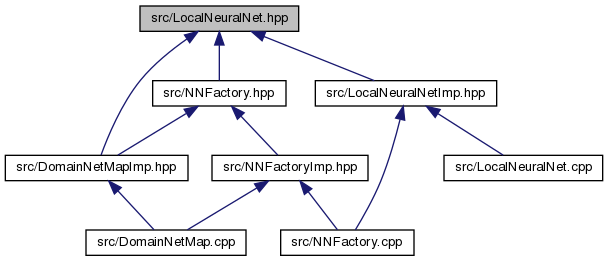 src/LocalNeuralNet.hpp
src/NNFactory.hpp
src/LocalNeuralNetImp.hpp
src/DomainNetMapImp.hpp
src/NNFactoryImp.hpp
src/LocalNeuralNet.cpp
src/DomainNetMap.cpp
src/NNFactory.cpp